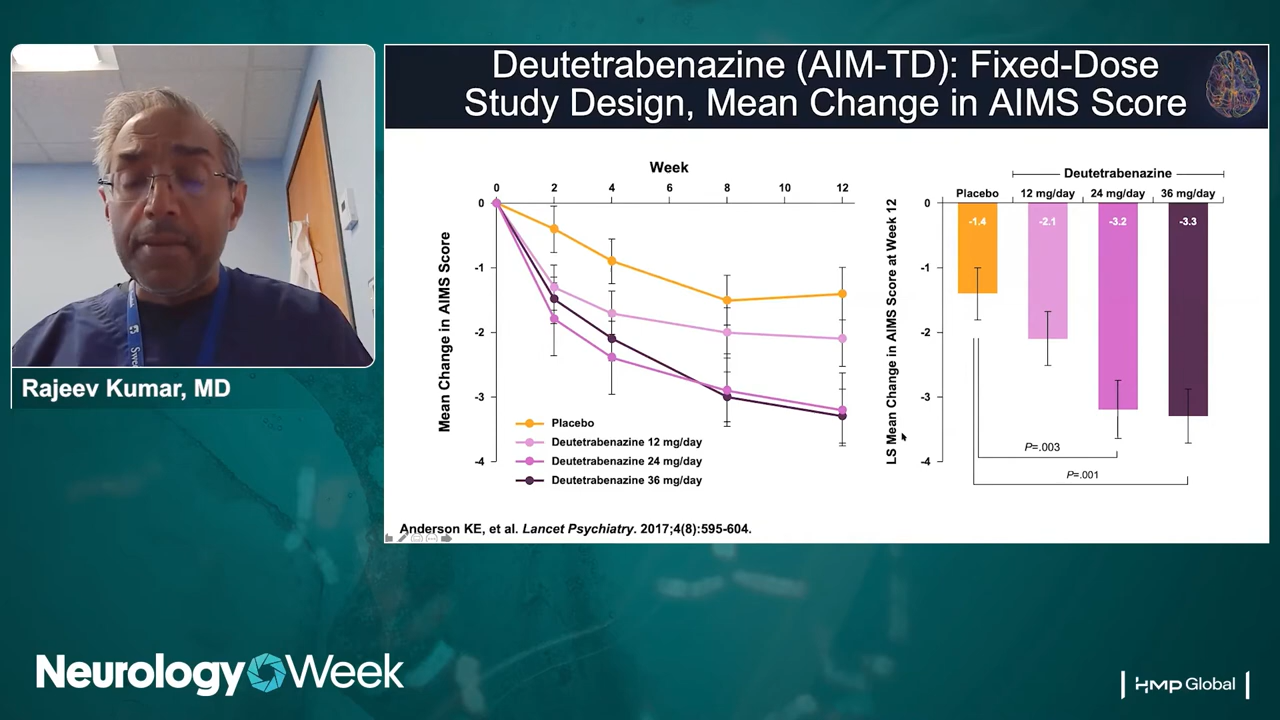 Deutetrabenazine (AIM-TD): Fixed-Dose
Study Design, Mean Change in AIMS Score
Rajeev Kumar, MD
Week
0 2 4 6 8 10 12
0
-1
-2
-3
-4
Mean Change in AIMS Score
Placebo
Deutetrabenazine 12 mg/day
Deutetrabenazine 24 mg/day
Deutetrabenazine 36 mg/day
Deutetrabenazine
Placebo 12 mg/day 24 mg/day 36 mg/day
0
-1
-2
-3
-4
LS Mean Change in AIMS Score at Week 12
-1.4 -2.1 -3.2 -3.3
P=.003
P=.001
Anderson KE, et al. Lancet Psychiatry. 2017;4(8):595-604.
Neurology Week
HMP Global